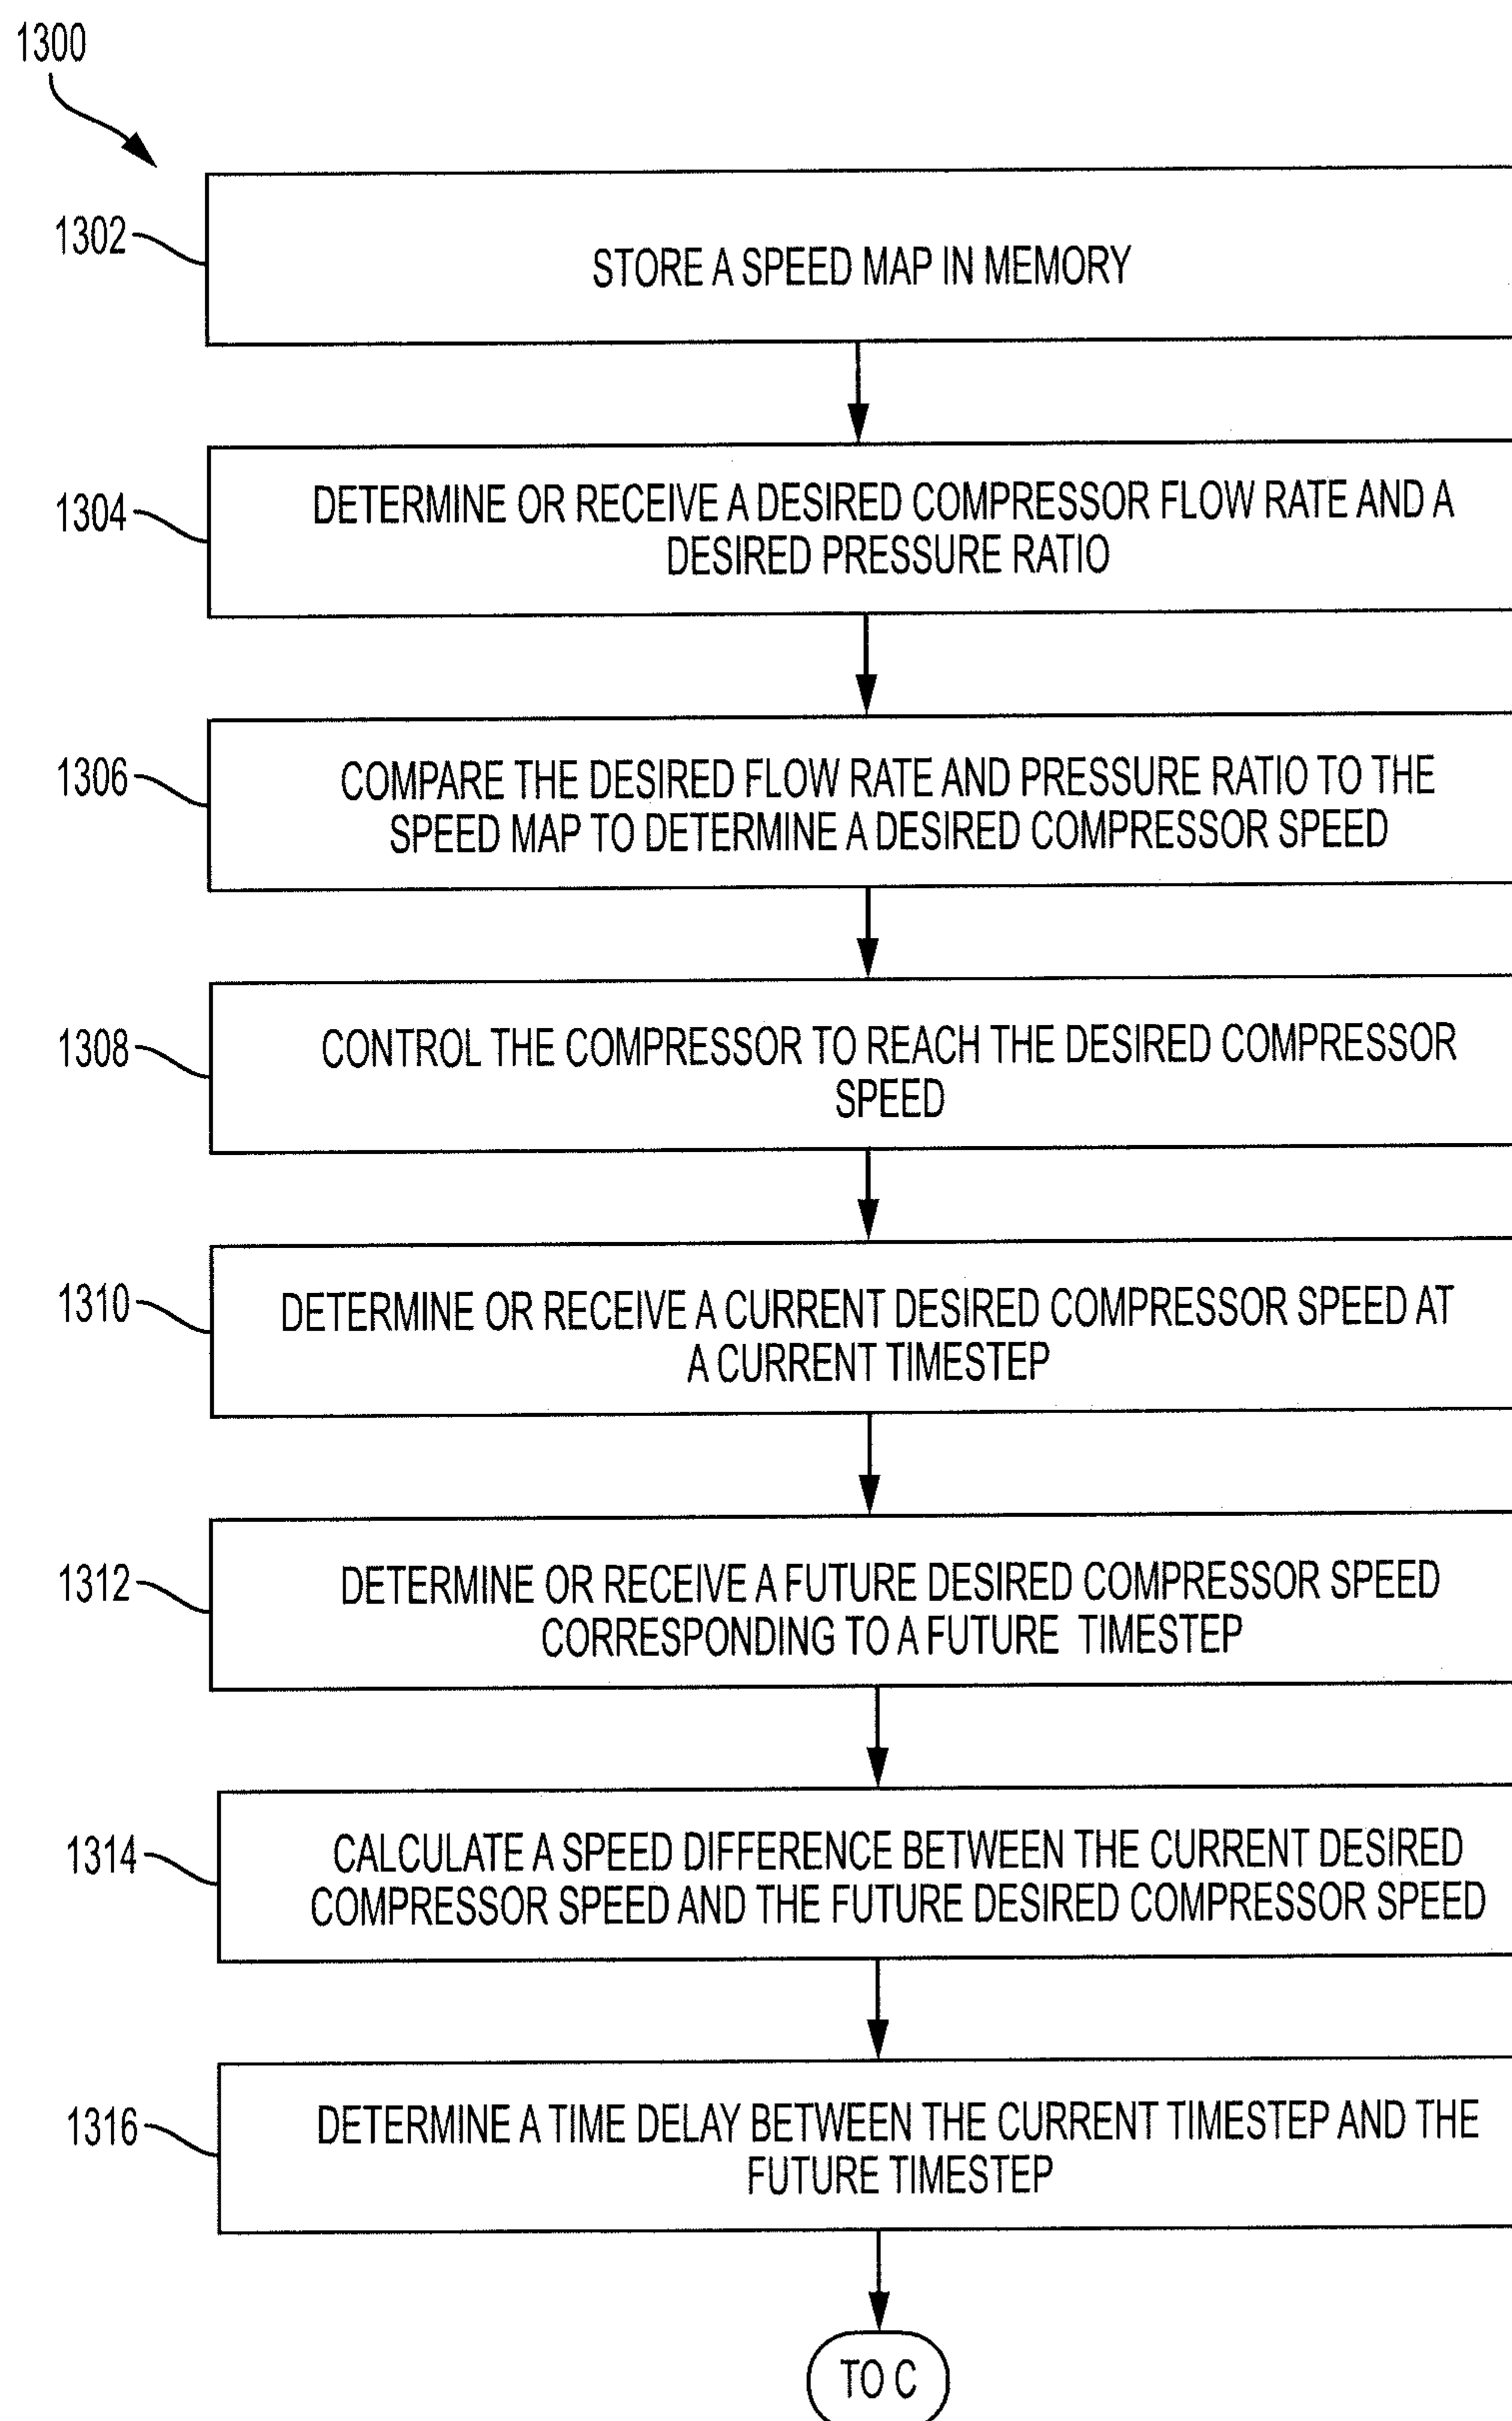 1300
1302
STORE A SPEED MAP IN MEMORY
1304
DETERMINE OR RECEIVE A DESIRED COMPRESSOR FLOW RATE AND A
DESIRED PRESSURE RATIO
1306
COMPARE THE DESIRED FLOW RATE AND PRESSURE RATIO TO THE
SPEED MAP TO DETERMINE A DESIRED COMPRESSOR SPEED
1308
CONTROL THE COMPRESSOR TO REACH THE DESIRED COMPRESSOR
SPEED
1310
DETERMINE OR RECEIVE A CURRENT DESIRED COMPRESSOR SPEED AT
A CURRENT TIMESTEP
1312
DETERMINE OR RECEIVE A FUTURE DESIRED COMPRESSOR SPEED
CORRESPONDING TO A FUTURE TIMESTEP
1314
CALCULATE A SPEED DIFFERENCE BETWEEN THE CURRENT DESIRED
COMPRESSOR SPEED AND THE FUTURE DESIRED COMPRESSOR SPEED
1316
DETERMINE A TIME DELAY BETWEEN THE CURRENT TIMESTEP AND THE
FUTURE TIMESTEP
TO C